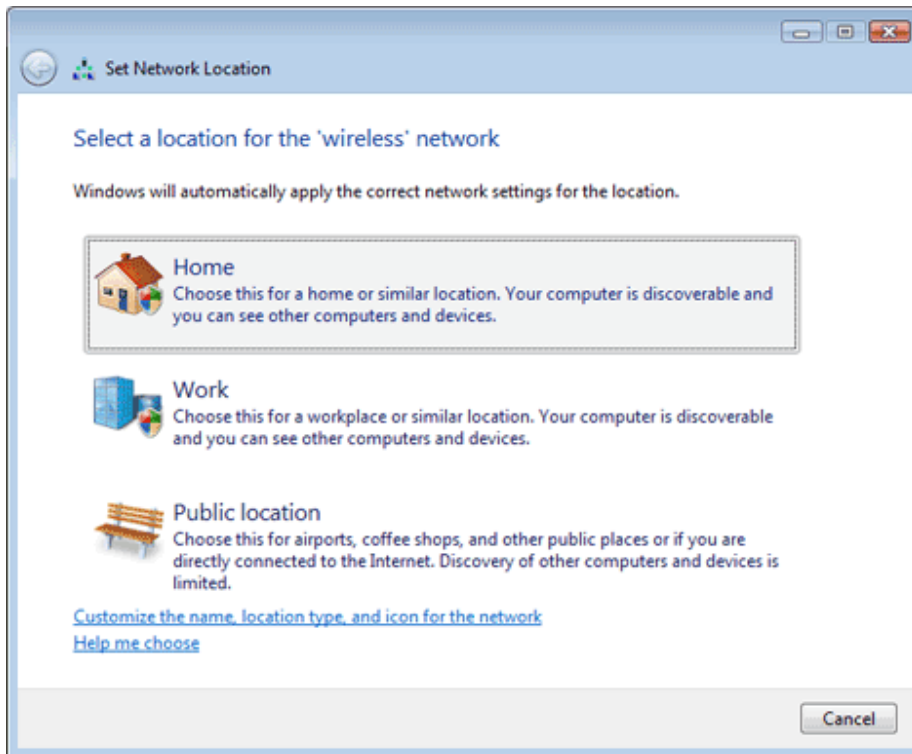 Set Network Location
Select a location for the 'wireless' network
Windows will automatically apply the correct network settings for the location.
Home
Choose this for a home or similar location. Your computer is discoverable and
you can see other computers and devices.
Work
Choose this for a workplace or similar location. Your computer is discoverable
and you can see other computers and devices.
Public location
Choose this for airports, coffee shops, and other public places or if you are
directly connected to the Internet. Discovery of other computers and devices is
limited.
Customize the name, location type, and icon for the network
Help me choose
Cancel